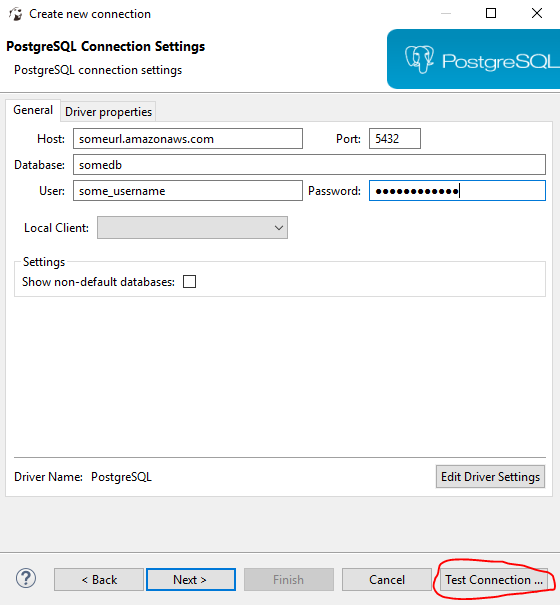 Create new connection
PostgreSQL Connection Settings
PostgreSQL connection settings
PostgreSQL
General Driver properties
Host: someurl.amazonaws.com Port: 5432
Database: somedb
User: some_username Password: ●●●●●●●●●●●●
Local Client:
Settings
Show non-default databases:
Driver Name: PostgreSQL Edit Driver Settings
? < Back Next > Finish Cancel Test Connection ...